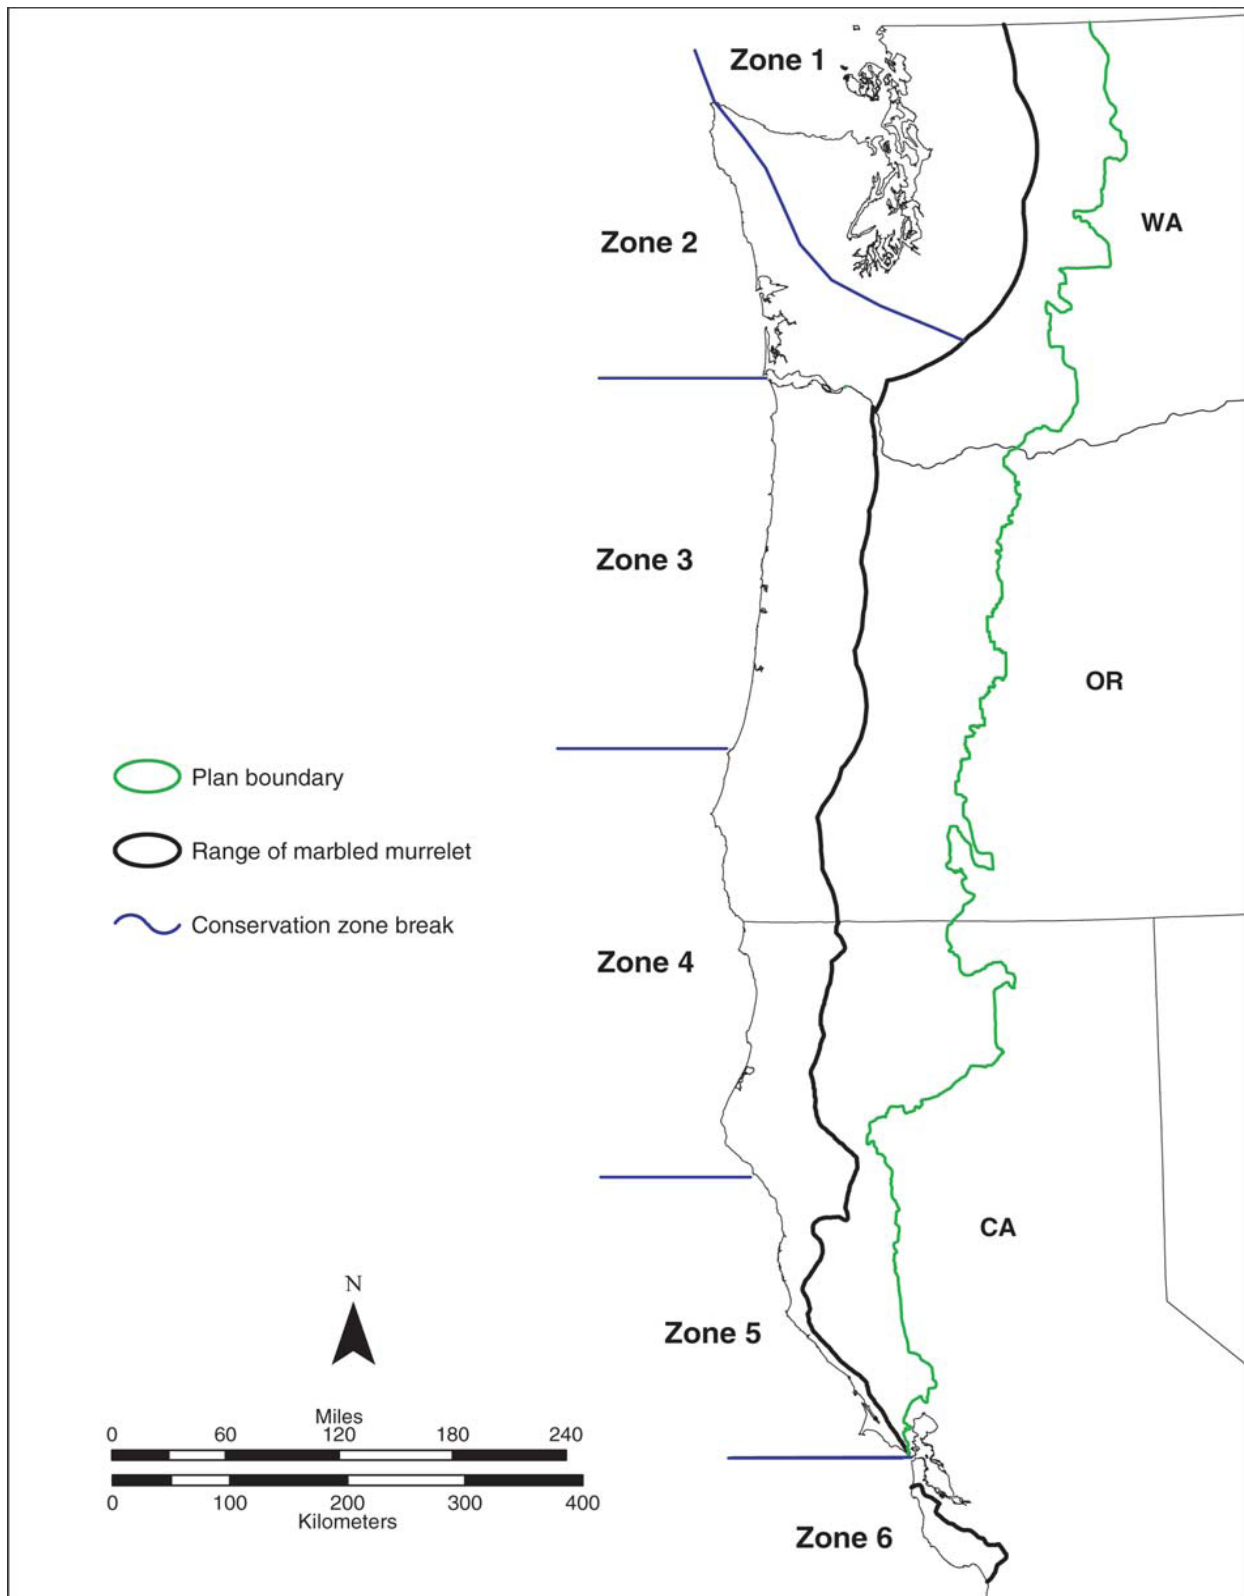 Zone 1
WA
Zone 2
Zone 3
OR
Plan boundary
Range of marbled murrelet
Conservation zone break
Zone 4
CA
Zone 5
N
Miles
0 60 120 180 240
0 100 200 300 400
Kilometers
Zone 6